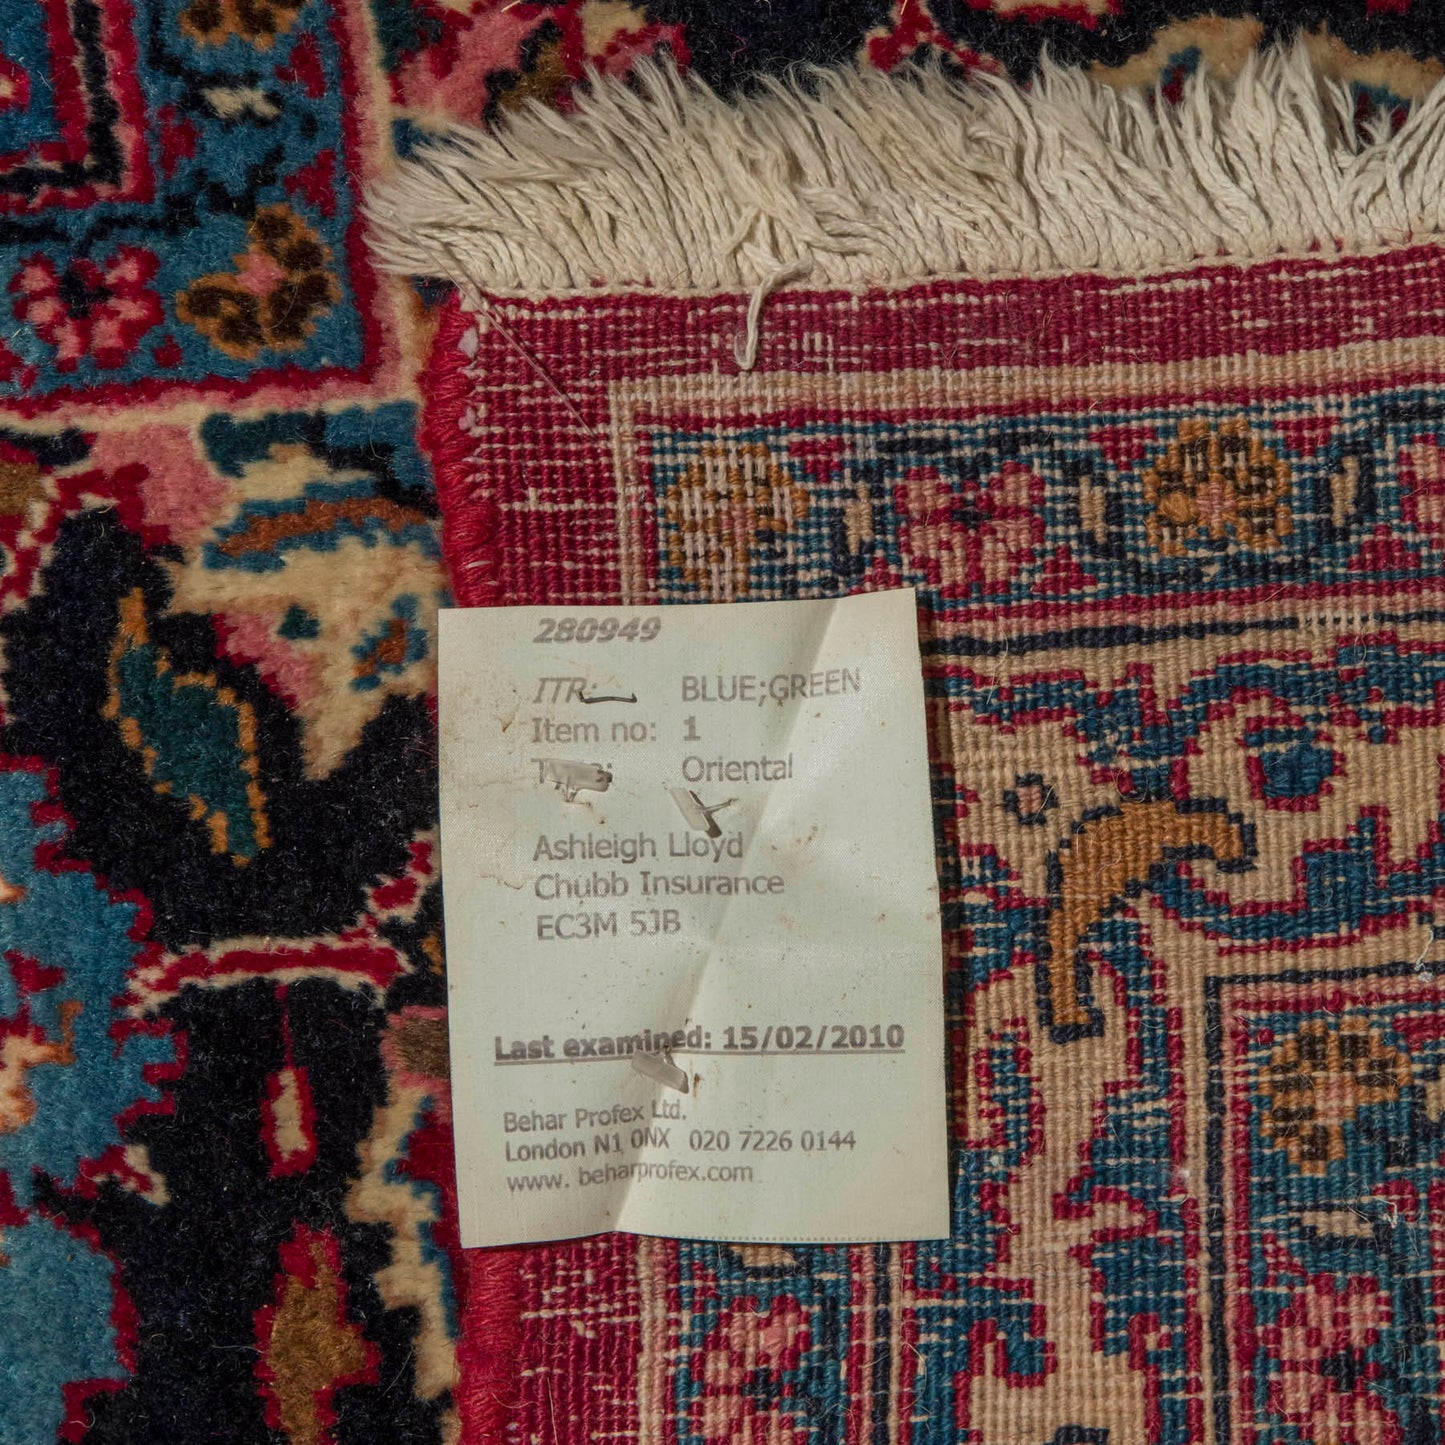 280949
ITR: BLUE;GREEN
Item no: 1
Oriental
Ashleigh Lloyd
Chubb Insurance
EC3M 5JB
Last examined: 15/02/2010
Behar Profex Ltd.
London N1 0NX 020 7226 0144
www. beharprofex.com